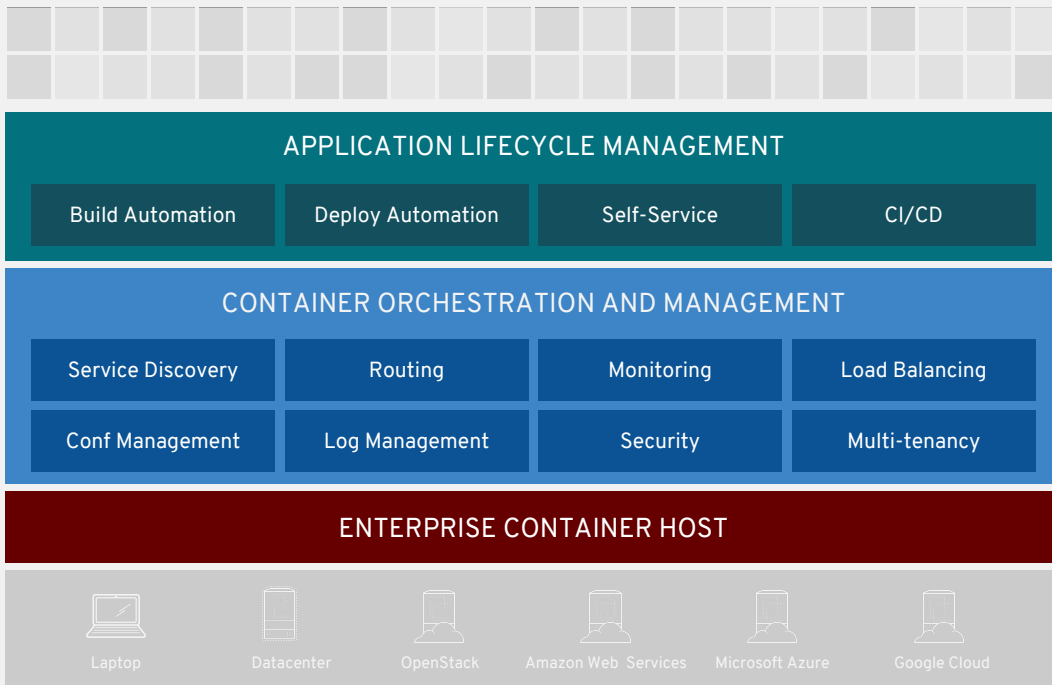 APPLICATION LIFECYCLE MANAGEMENT
Build Automation
Deploy Automation
Self-Service
CI/CD
CONTAINER ORCHESTRATION AND MANAGEMENT
Service Discovery
Routing
Monitoring
Load Balancing
Conf Management
Log Management
Security
Multi-tenancy
ENTERPRISE CONTAINER HOST
Laptop
Datacenter
OpenStack
Amazon Web Services
Microsoft Azure
Google Cloud